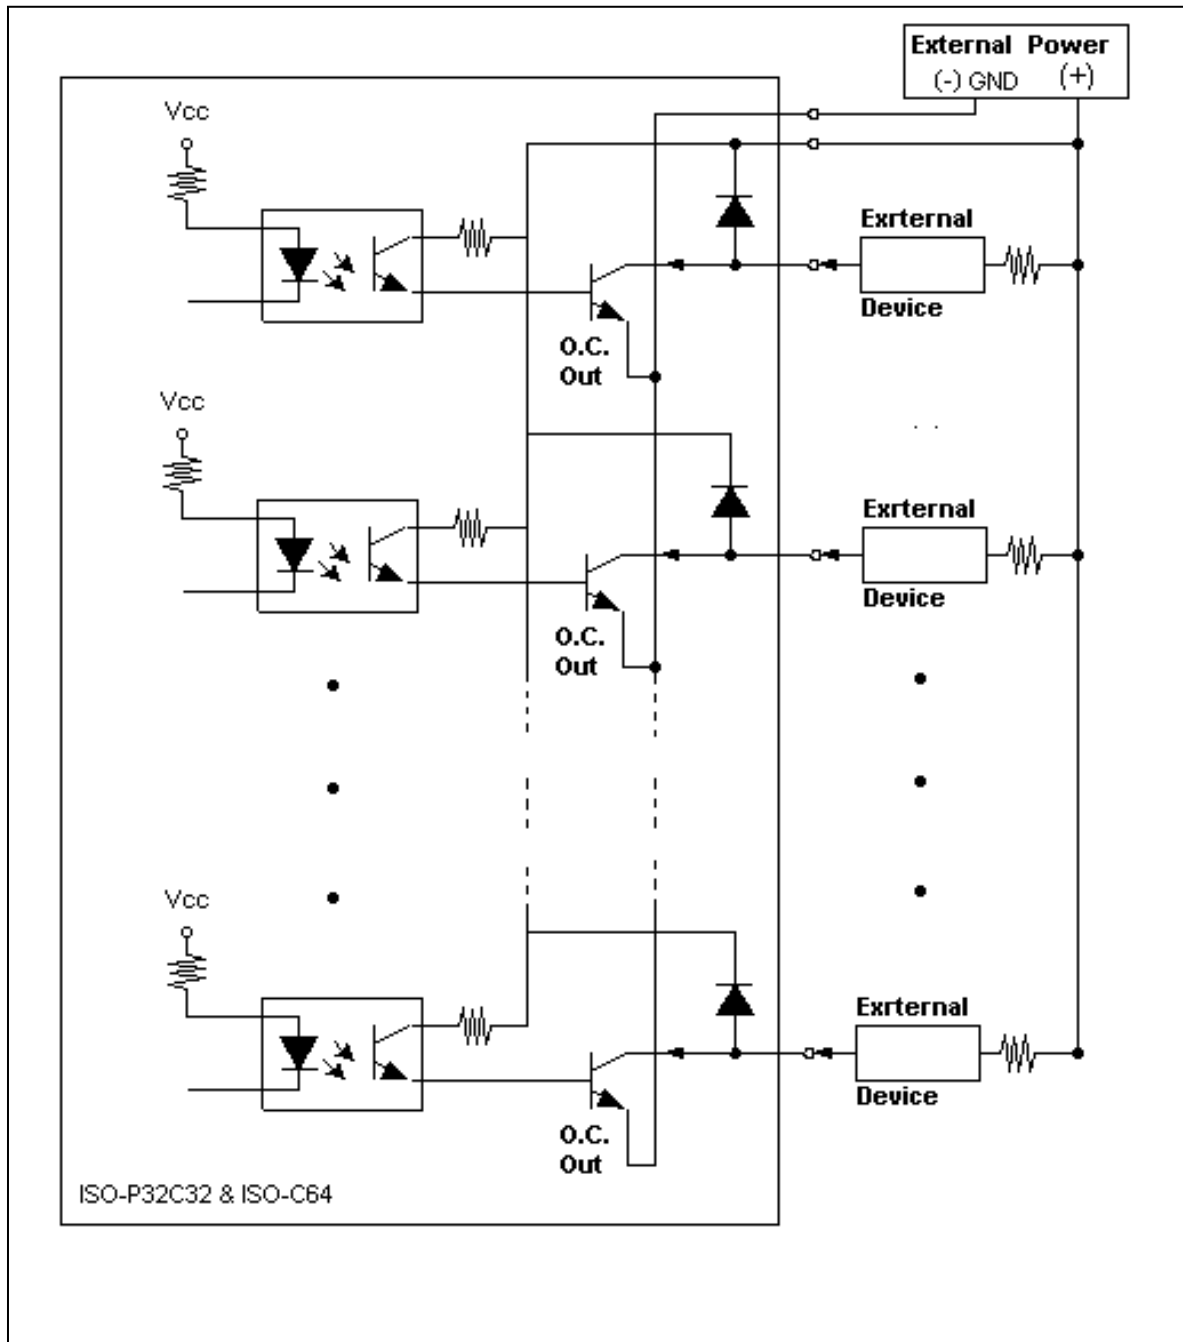 External Power
(-) GND (+)
Vcc
Exrternal
Device
O.C.
Out
Vcc
Exrternal
Device
O.C.
Out
Vcc
Exrternal
Device
O.C.
Out
ISO-P32C32 & ISO-C64